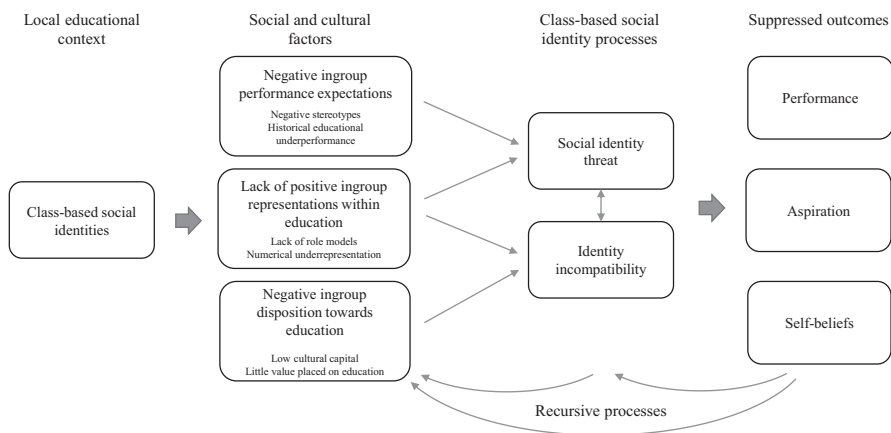 Local educational
context
Social and cultural
factors
Class-based social
identity processes
Suppressed outcomes
Class-based social
identities
Negative ingroup
performance expectations
Negative stereotypes
Historical educational
underperformance
Lack of positive ingroup
representations within
education
Lack of role models
Numerical underrepresentation
Negative ingroup
disposition towards
education
Low cultural capital
Little value placed on education
Social identity
threat
Identity
incompatibility
Performance
Aspiration
Self-beliefs
Recursive processes